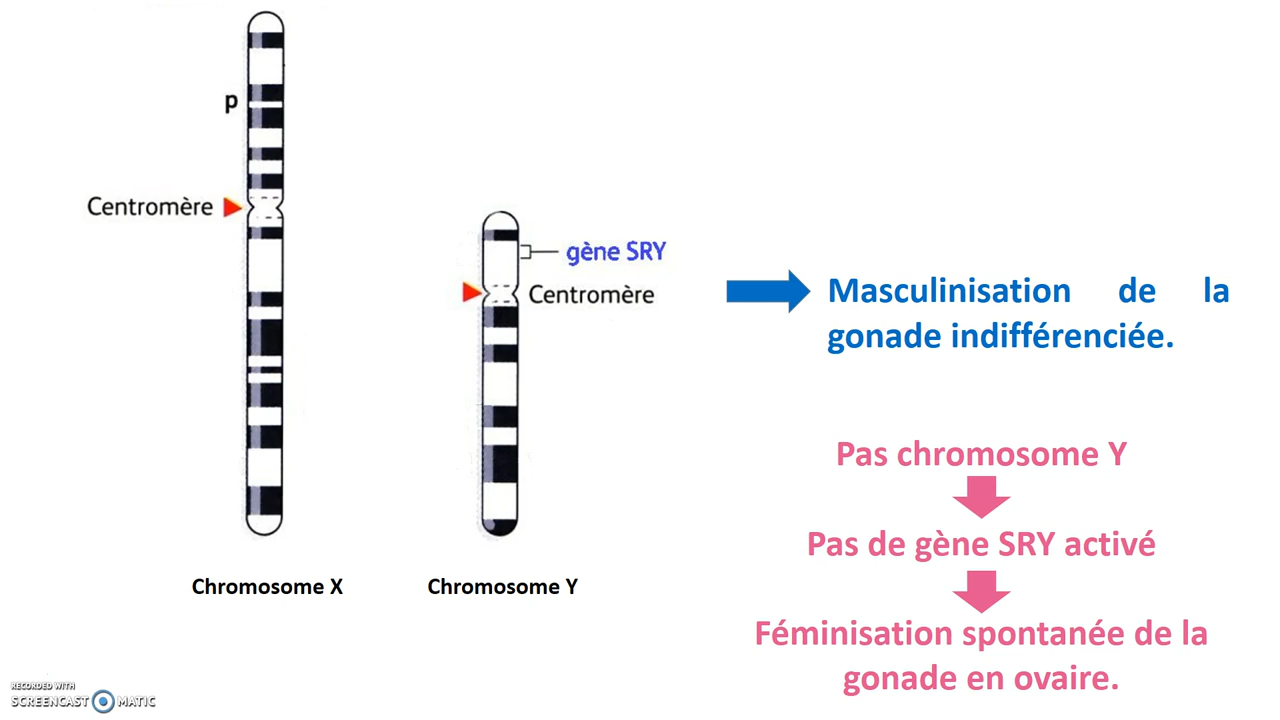 p
Centromère
gène SRY
Centromère
Masculinisation de la
gonade indifférenciée.
Pas chromosome Y
Pas de gène SRY activé
Féminisation spontanée de la
gonade en ovaire.
Chromosome X
Chromosome Y
RECORDED WITH
SCREENCAST MATIC